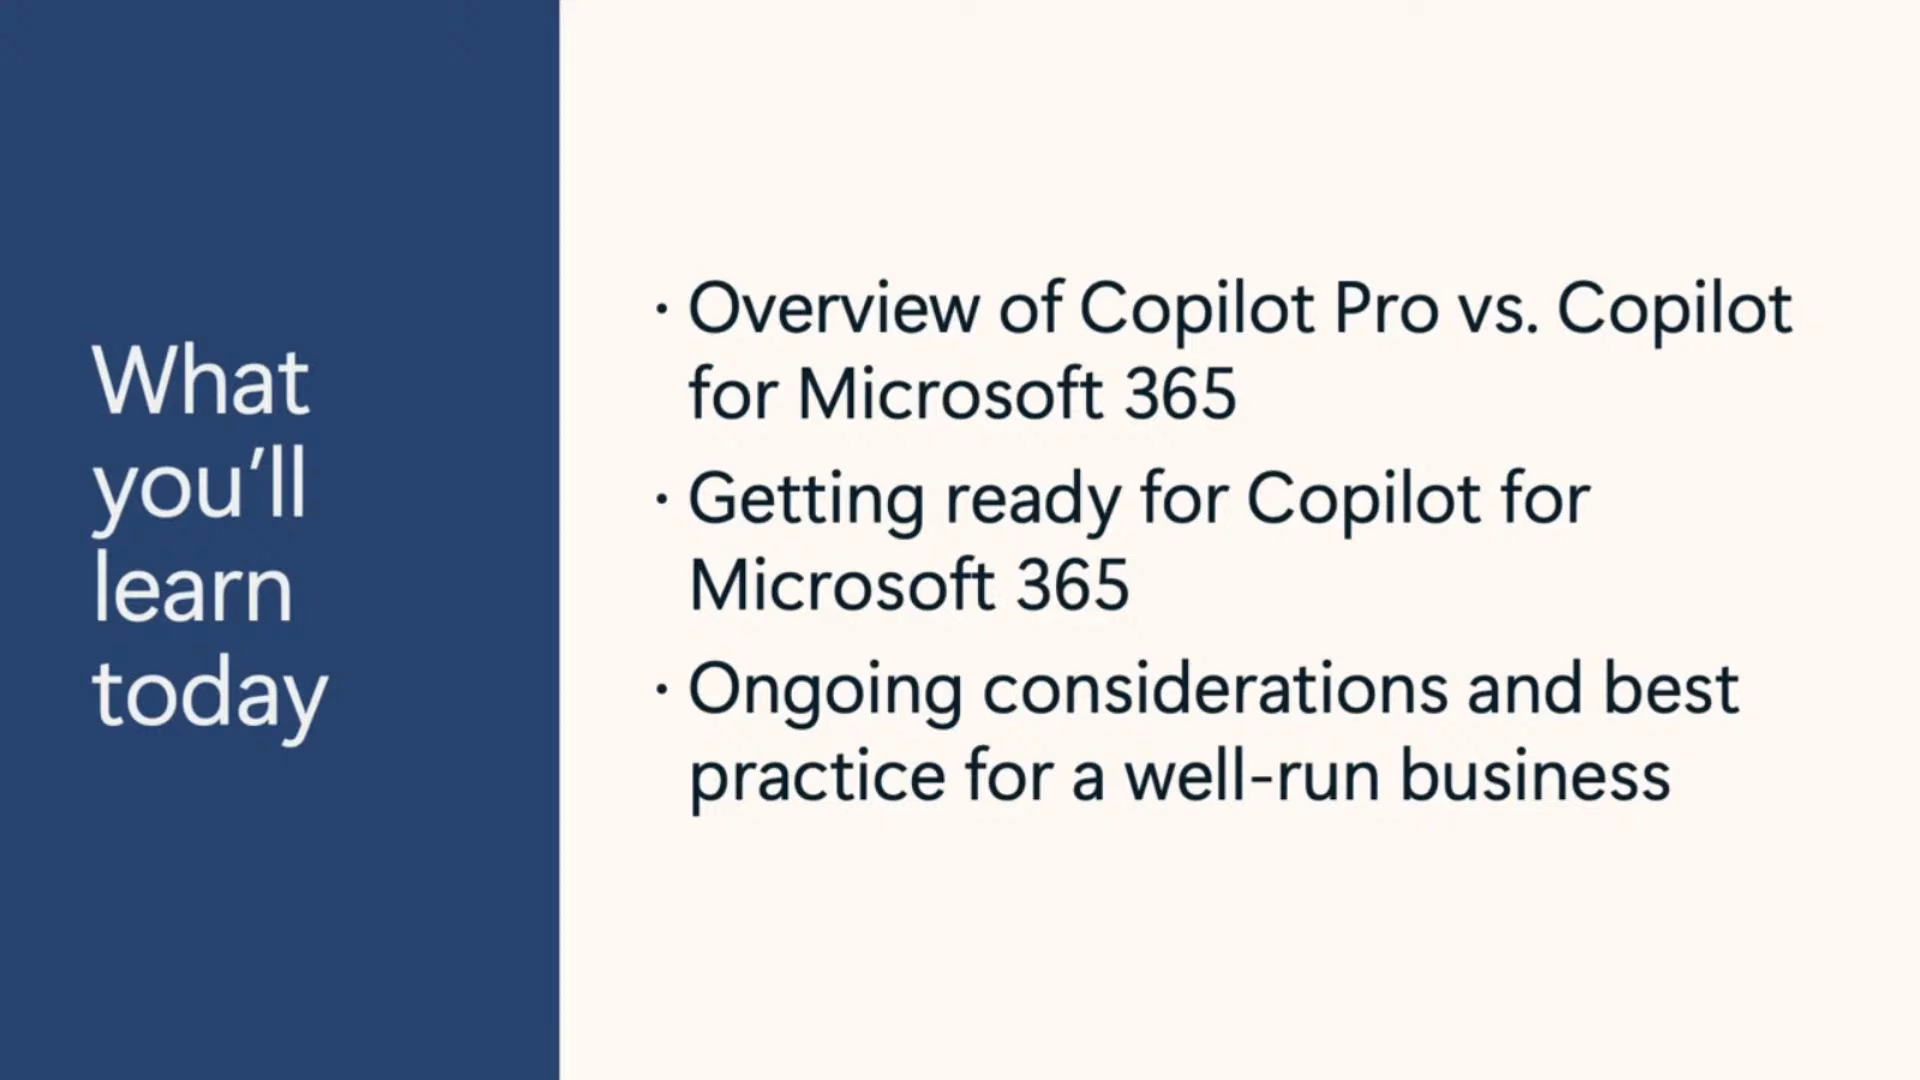 What
you’ll
learn
today
· Overview of Copilot Pro vs. Copilot
for Microsoft 365
· Getting ready for Copilot for
Microsoft 365
· Ongoing considerations and best
practice for a well-run business